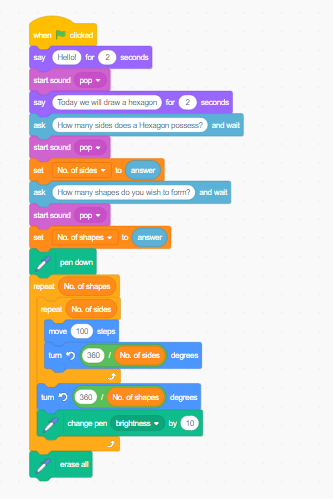 when clicked
say Hello! for 2 seconds
start sound pop
say Today we will draw a hexagon for 2 seconds
ask How many sides does a Hexagon possess? and wait
start sound pop
set No. of sides to answer
ask How many shapes do you wish to form? and wait
start sound pop
set No. of shapes to answer
pen down
repeat No. of shapes
repeat No. of sides
move 100 steps
turn 360 / No. of sides degrees
turn 360 / No. of shapes degrees
change pen brightness by 10
erase all